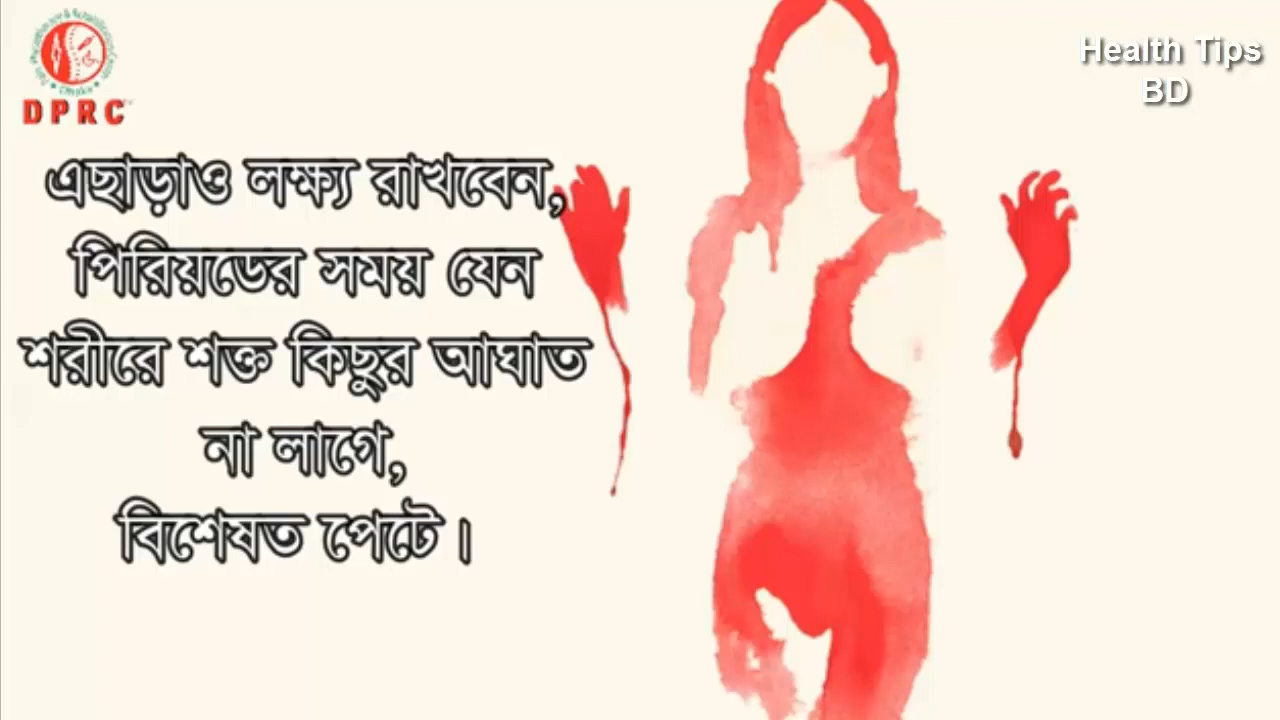 DPRC
Health Tips
BD
এছাড়াও লক্ষ্য রাখবেন,
পিরিয়ডের সময় যেন
শরীরে শক্ত কিছুর আঘাত
না লাগে,
বিশেষত পেটে।